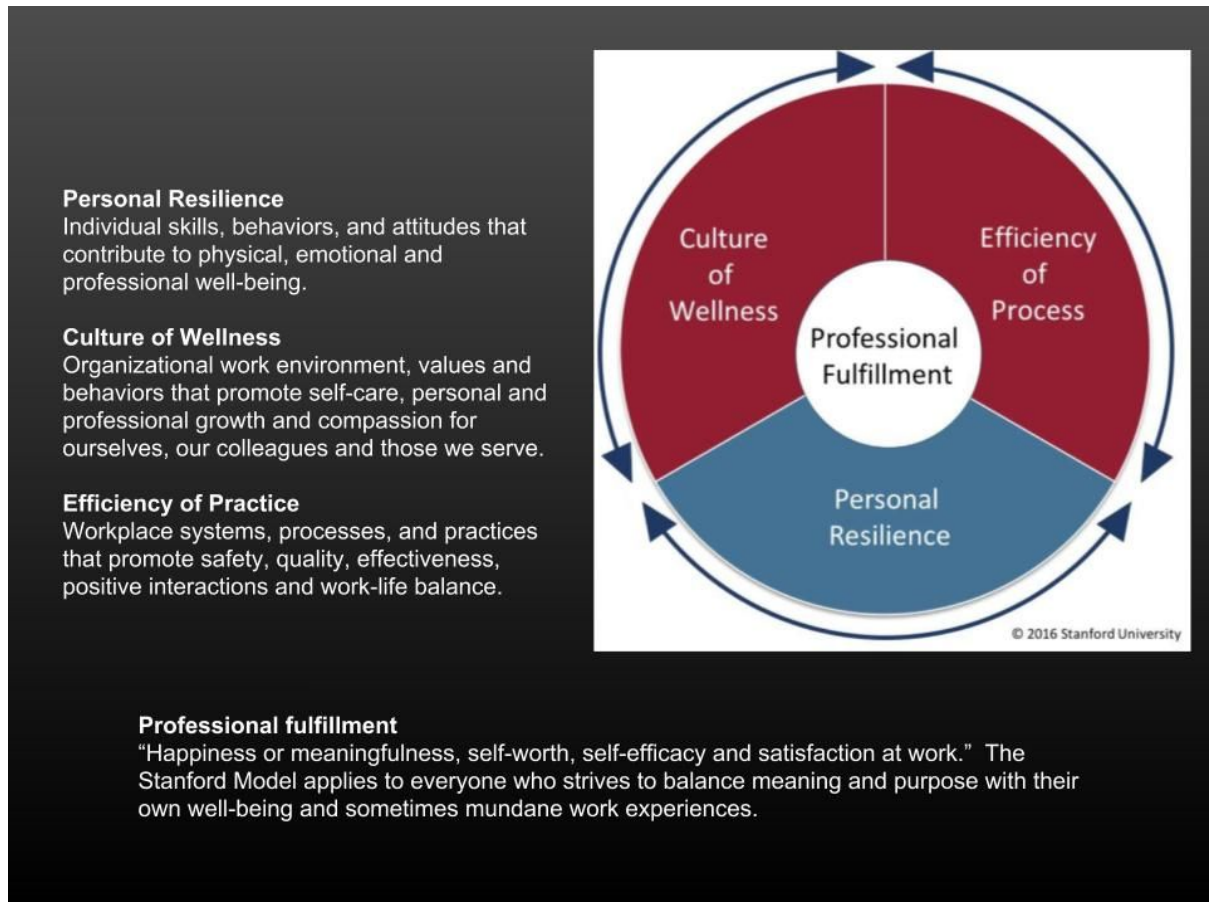 Personal Resilience
Individual skills, behaviors, and attitudes that
contribute to physical, emotional and
professional well-being.
Culture of Wellness
Organizational work environment, values and
behaviors that promote self-care, personal and
professional growth and compassion for
ourselves, our colleagues and those we serve.
Efficiency of Practice
Workplace systems, processes, and practices
that promote safety, quality, effectiveness,
positive interactions and work-life balance.
Culture
of
Wellness
Efficiency
of
Process
Professional
Fulfillment
Personal
Resilience
© 2016 Stanford University
Professional fulfillment
“Happiness or meaningfulness, self-worth, self-efficacy and satisfaction at work.”  The
Stanford Model applies to everyone who strives to balance meaning and purpose with their
own well-being and sometimes mundane work experiences.